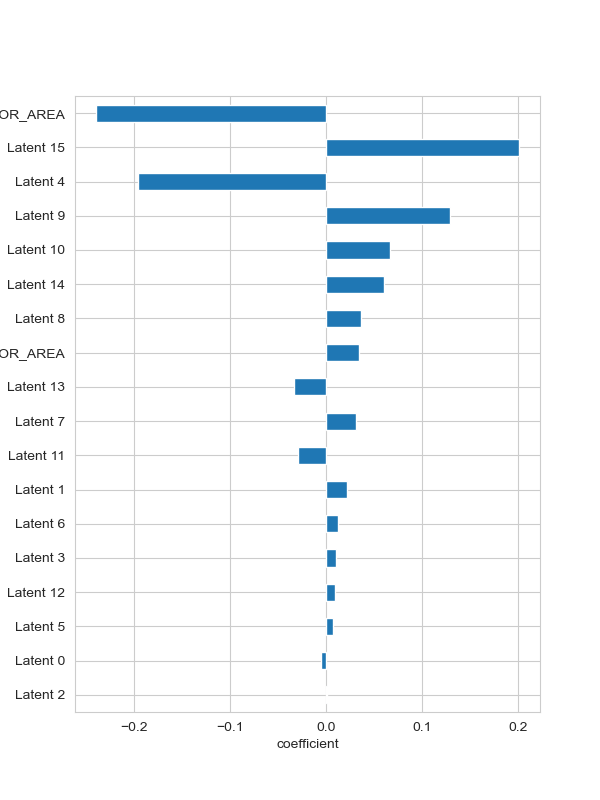 OR_AREA
Latent 15
Latent 4
Latent 9
Latent 10
Latent 14
Latent 8
OR_AREA
Latent 13
Latent 7
Latent 11
Latent 1
Latent 6
Latent 3
Latent 12
Latent 5
Latent 0
Latent 2
−0.2 −0.1 0.0 0.1 0.2
coefficient